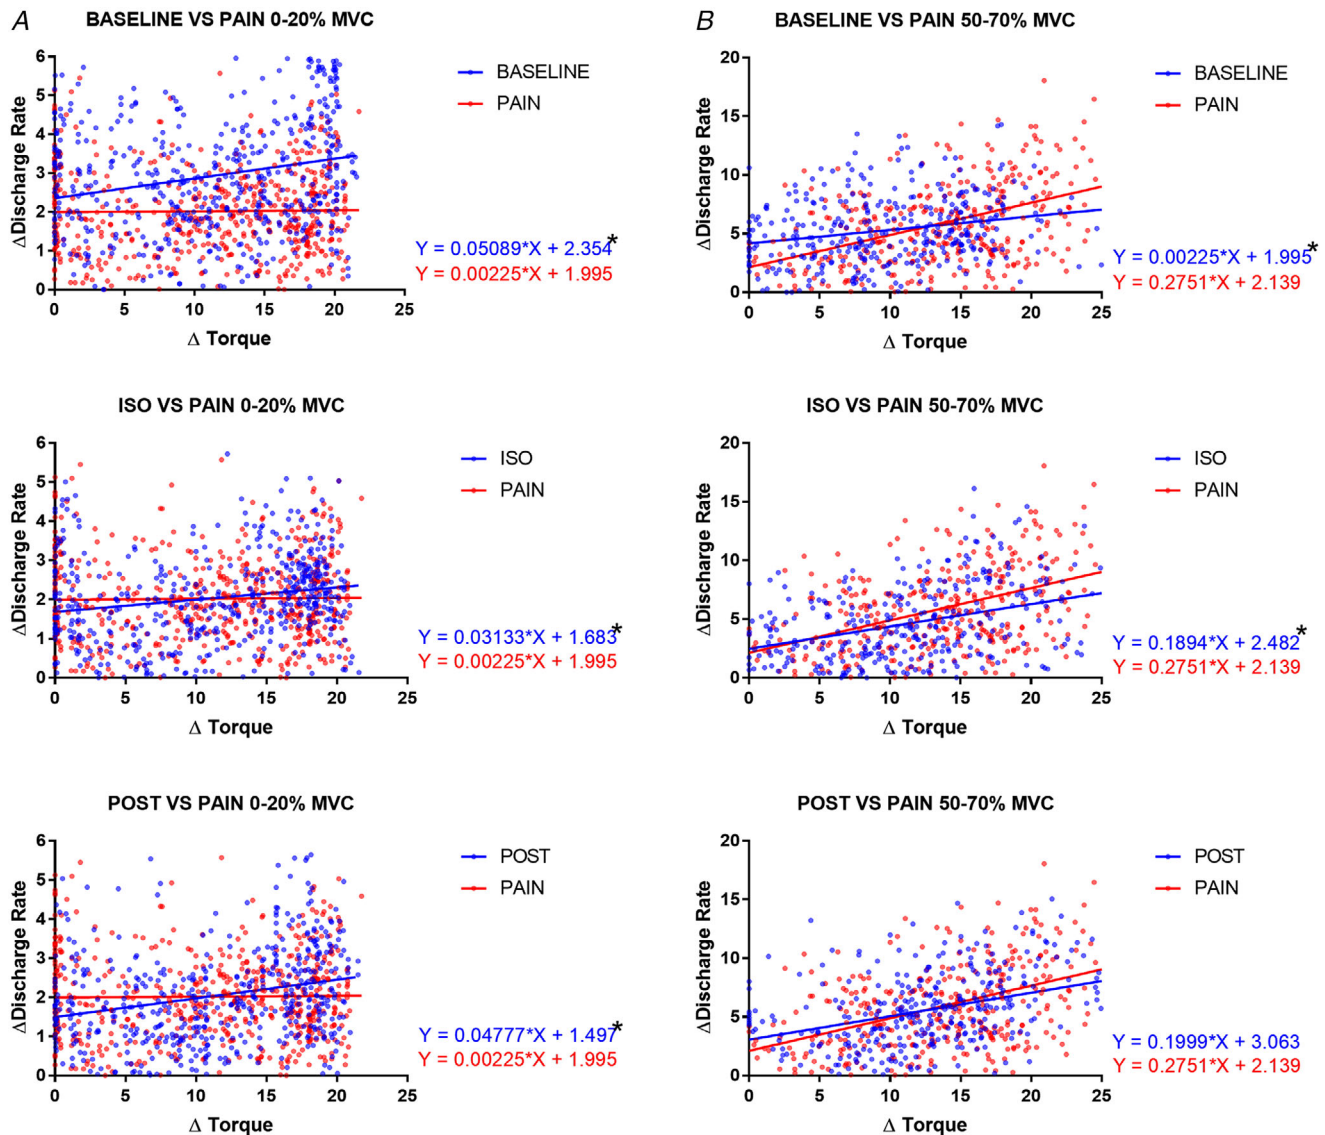 A
BASELINE VS PAIN 0-20% MVC
6
5
4
3
2
1
0
ΔDischarge Rate
BASELINE
PAIN
Y = 0.05089*X + 2.354*
Y = 0.00225*X + 1.995
0 5 10 15 20 25
Δ Torque
B
BASELINE VS PAIN 50-70% MVC
20
15
10
5
0
ΔDischarge Rate
BASELINE
PAIN
Y = 0.00225*X + 1.995*
Y = 0.2751*X + 2.139
0 5 10 15 20 25
Δ Torque
ISO VS PAIN 0-20% MVC
6
5
4
3
2
1
0
ΔDischarge Rate
ISO
PAIN
Y = 0.03133*X + 1.683*
Y = 0.00225*X + 1.995
0 5 10 15 20 25
Δ Torque
ISO VS PAIN 50-70% MVC
20
15
10
5
0
ΔDischarge Rate
ISO
PAIN
Y = 0.1894*X + 2.482*
Y = 0.2751*X + 2.139
0 5 10 15 20 25
Δ Torque
POST VS PAIN 0-20% MVC
6
5
4
3
2
1
0
ΔDischarge Rate
POST
PAIN
Y = 0.04777*X + 1.497*
Y = 0.00225*X + 1.995
0 5 10 15 20 25
Δ Torque
POST VS PAIN 50-70% MVC
20
15
10
5
0
ΔDischarge Rate
POST
PAIN
Y = 0.1999*X + 3.063
Y = 0.2751*X + 2.139
0 5 10 15 20 25
Δ Torque